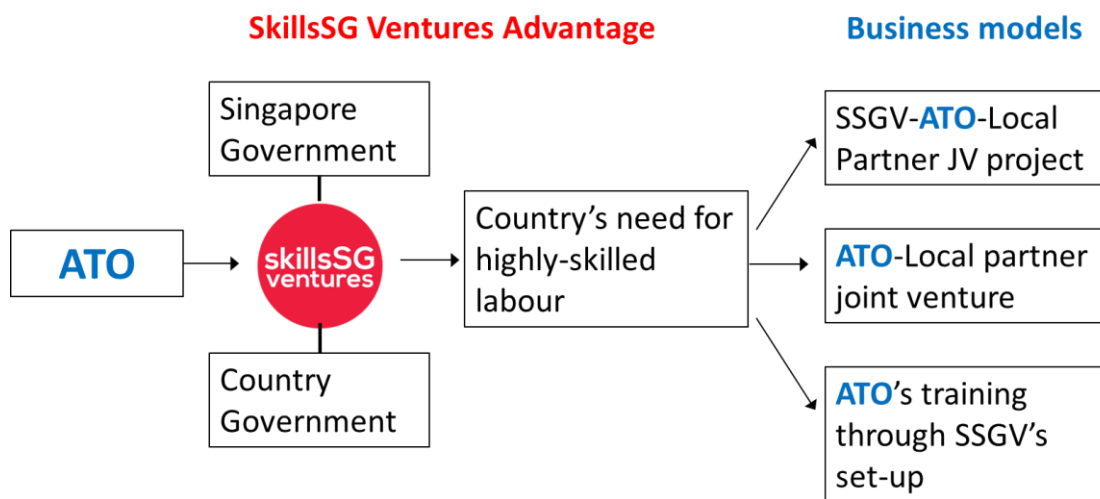 SkillsSG Ventures Advantage
Business models
Singapore
Government
SSGV-ATO-Local
Partner JV project
ATO
skillsSG
ventures
Country's need for
highly-skilled
labour
ATO-Local partner
joint venture
Country
Government
ATO's training
through SSGV's
set-up